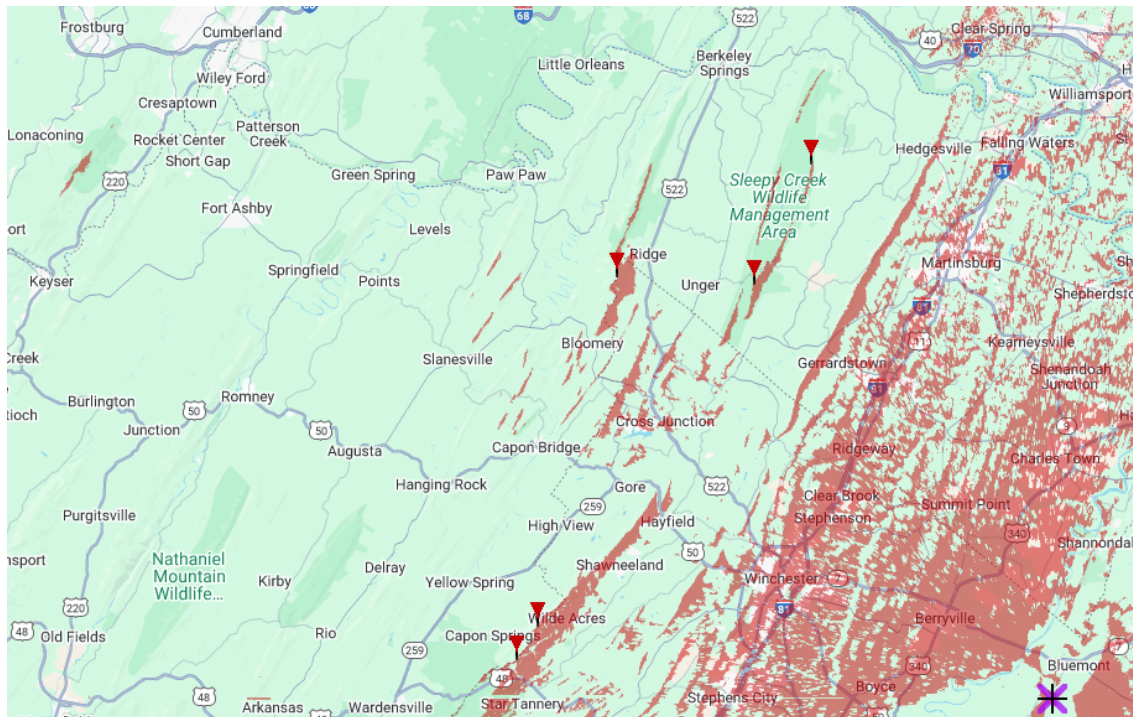 Frostburg
Cumberland
68
522
Clear Spring
40
70
Little Orleans
Berkeley
Springs
Wiley Ford
Williamsport
Cresaptown
Lonaconing
Rocket Center
Patterson
Creek
Short Gap
220
Green Spring
Paw Paw
522
Hedgesville
Falling Waters
St
81
Sleepy Creek
Wildlife
Management
Area
Fort Ashby
ort
Levels
Ridge
Keyser
Springfield
Points
Unger
Martinsburg
Sh
81
Shepherdsto
11
Creek
Slanesville
Bloomery
Kearneysville
Gerrardstown
Shenandoah
Junction
81
Burlington
Romney
tioch
50
Junction
50
Augusta
Capon Bridge
Cross Junction
9
Ha
Ridgeway
Charles Town
Hanging Rock
Gore
522
Clear Brook
Stephenson
Summit Point
259
Purgitsville
High View
Hayfield
50
340
Shannondal
nsport
Nathaniel
Mountain
Wildlife…
Kirby
Delray
Yellow Spring
Shawneeland
Winchester
7
81
220
48
Old Fields
Rio
259
Capon Springs
Wilde Acres
Berryville
7
Bluemont
340
48
48
Arkansas
Wardensville
Star Tannery
Stephens City
Boyce